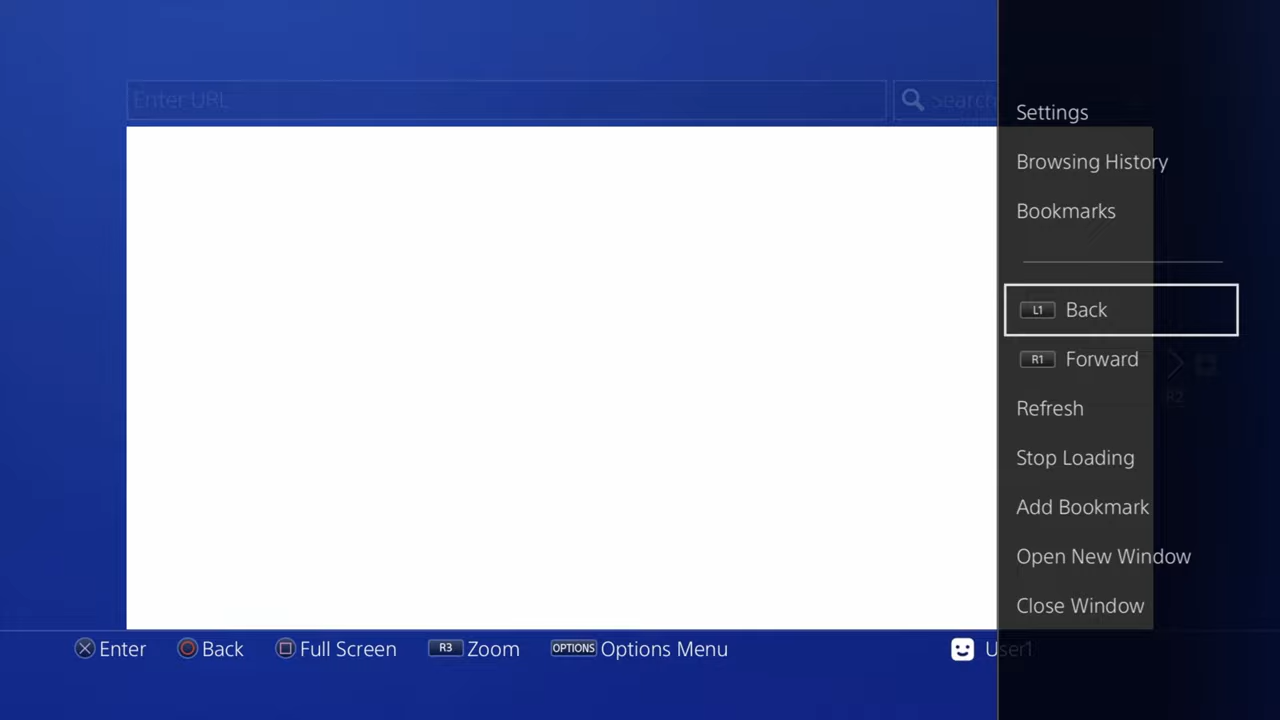 Enter URL
Search
Settings
Browsing History
Bookmarks
L1 Back
R1 Forward
R2
Refresh
Stop Loading
Add Bookmark
Open New Window
Close Window
Enter
Back
Full Screen
R3 Zoom
OPTIONS Options Menu
User1